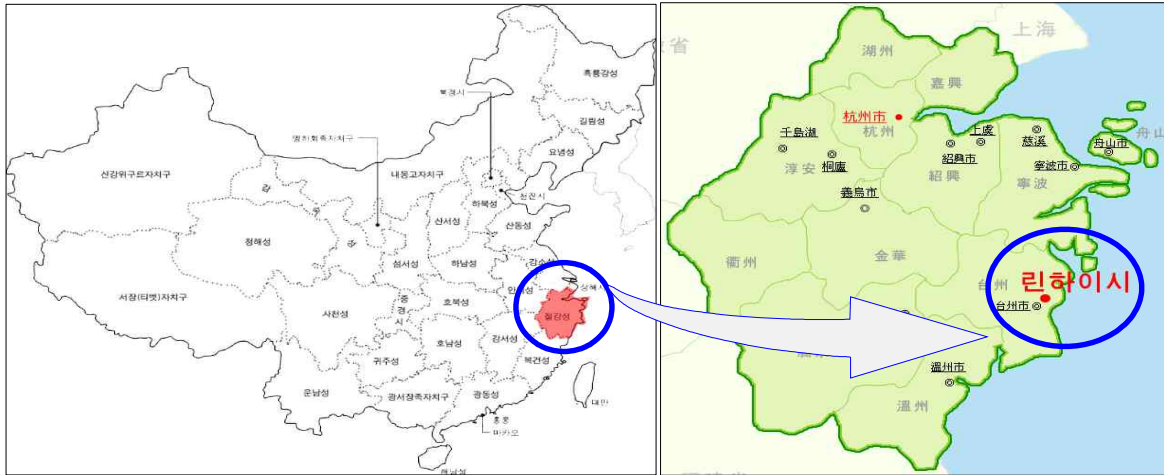 흑룡강성
북경시
길림성
영하회족자치구
요녕성
신강위구르자치구
내몽고자치구
천진시
하북성
감
숙
성
산서성
산동성
청해성
섬서성
하남성
강소성
안휘성
상해시
서장(티벳)자치구
사천성
중
경
시
호북성
절강성
호남성
강서성
귀주성
복건성
운남성
광서장족자치구
광동성
대만
홍콩
마카오
해남성
上海
湖州
嘉興
杭州市
杭州
千島湖
上虞
慈溪
舟山
舟山市
淳安
桐廬
紹興市
紹興
寧波市
寧波
義烏市
金華
衢州
台州
린하이시
台州市
溫州市
溫州